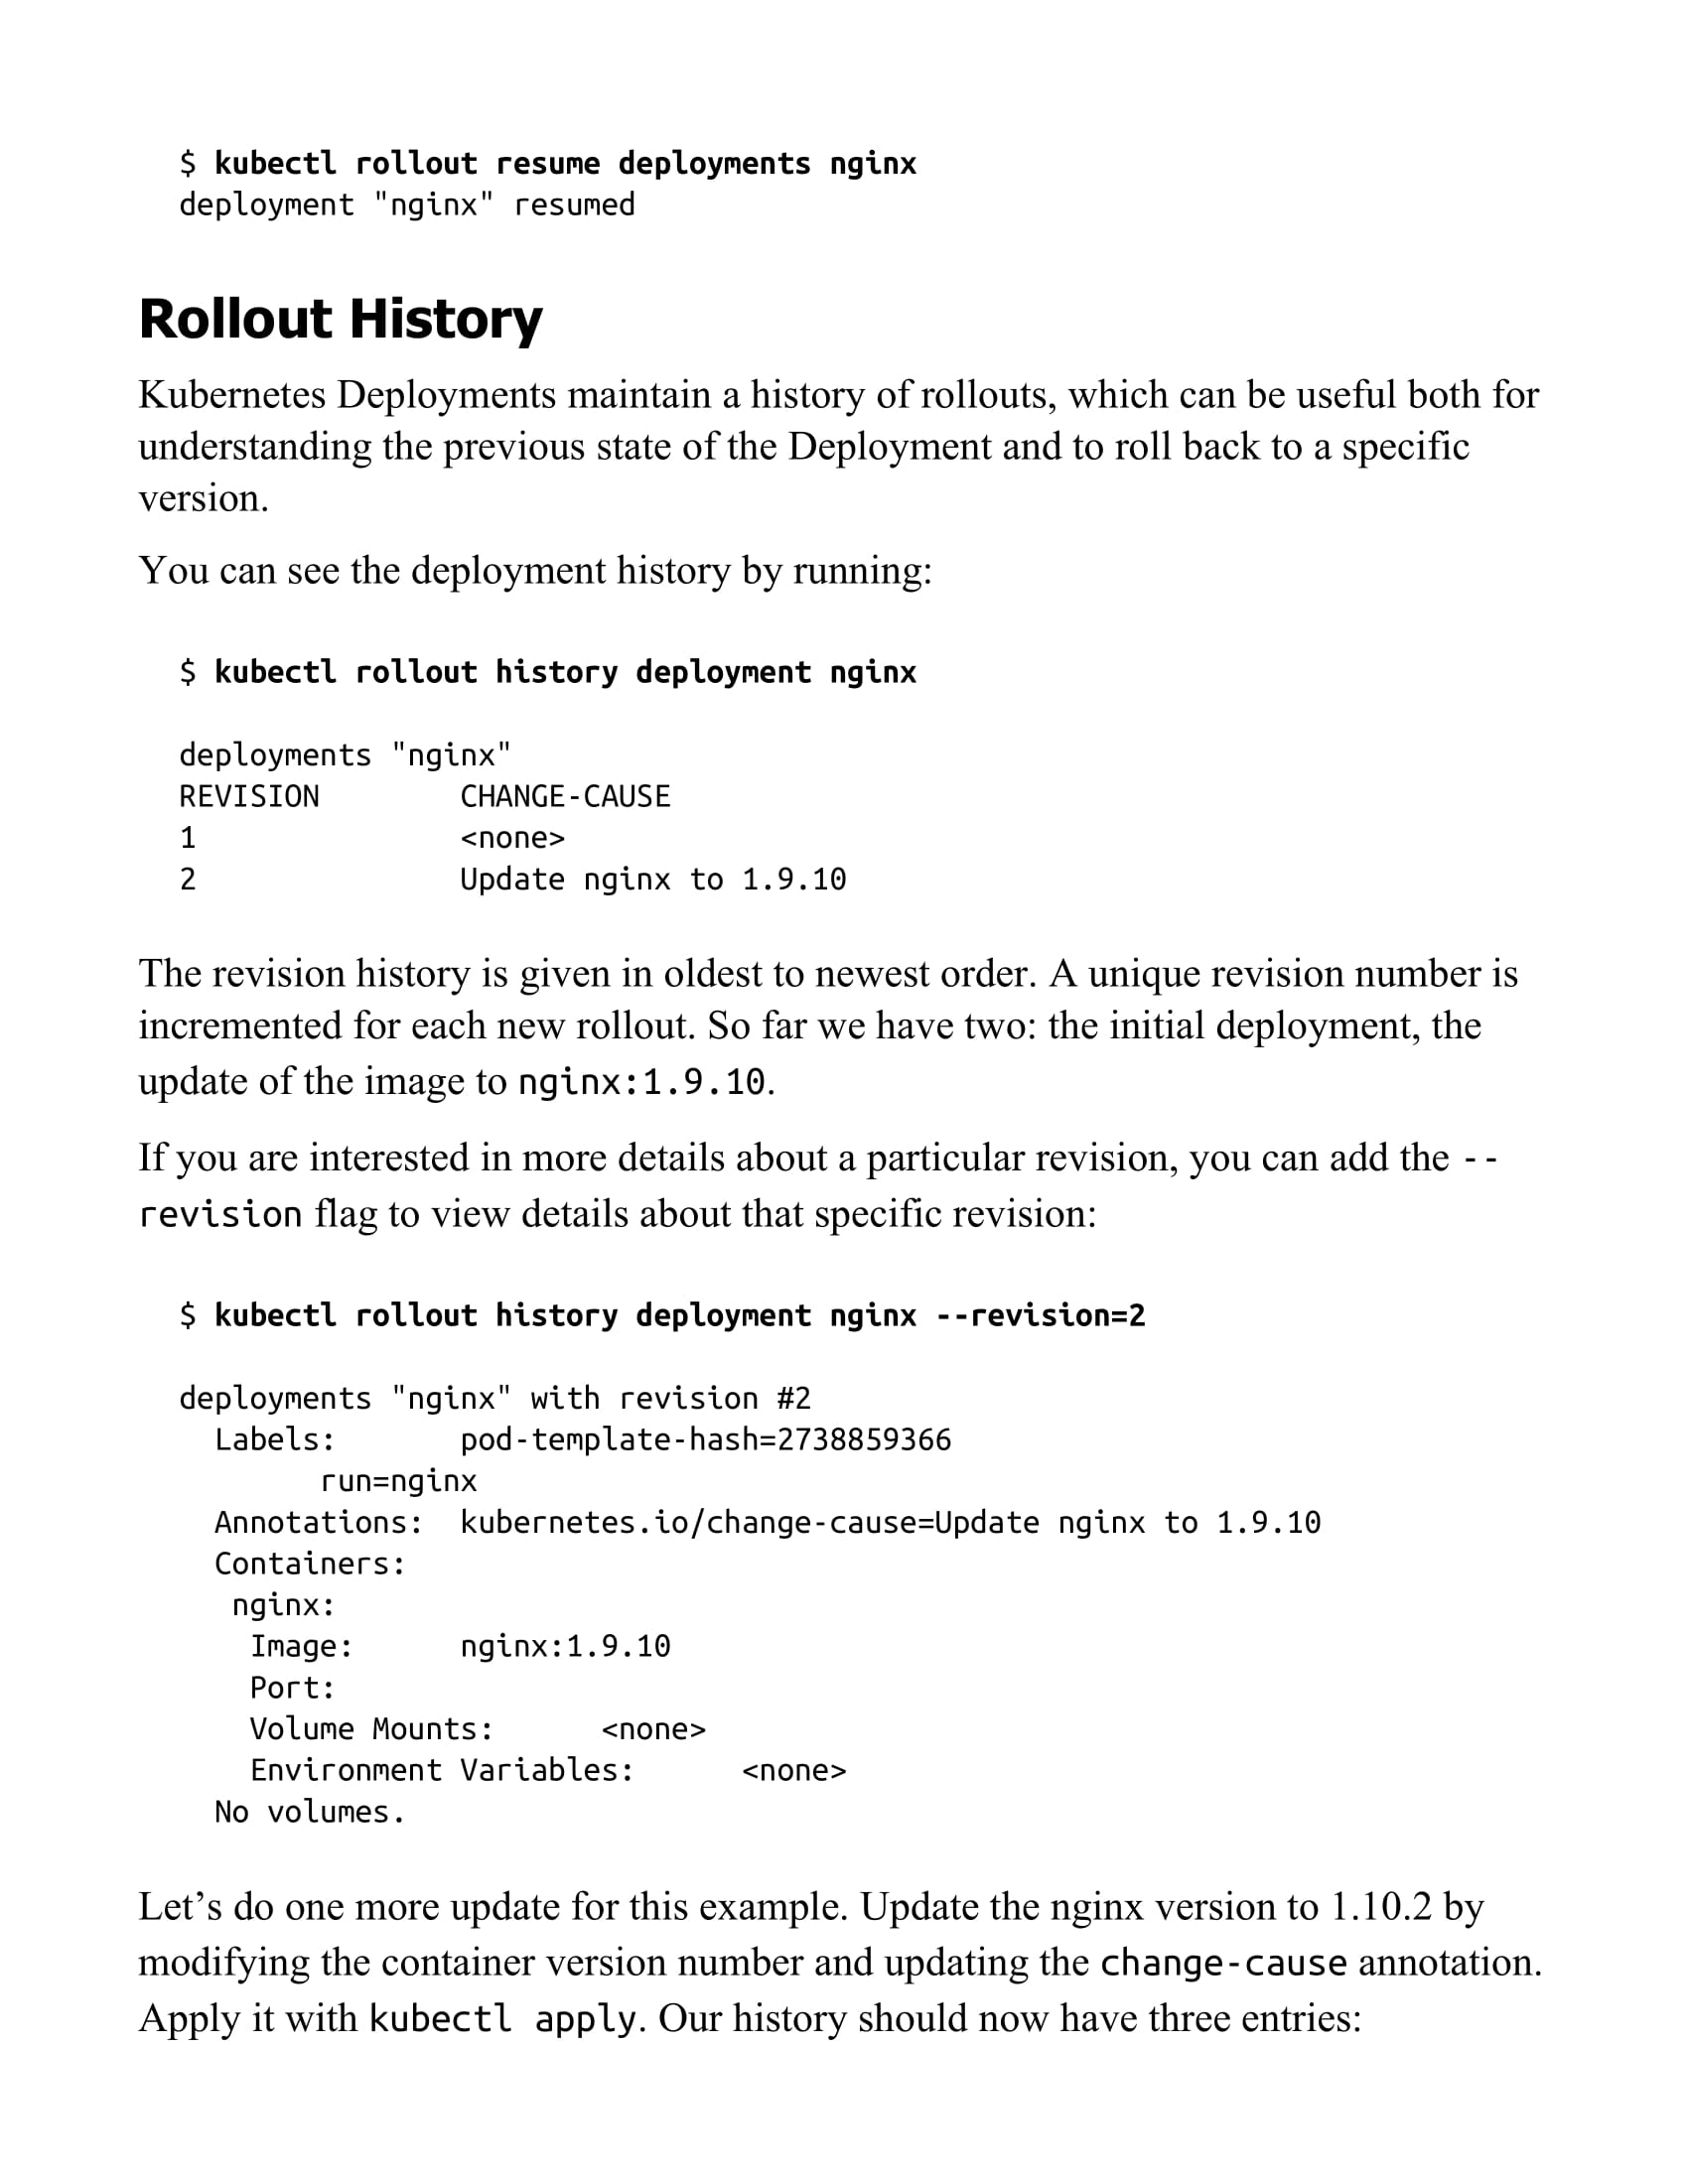 $ kubectl rollout resume deployments nginx
deployment "nginx" resumed
Rollout History
Kubernetes Deployments maintain a history of rollouts, which can be useful both for
understanding the previous state of the Deployment and to roll back to a specific
version.
You can see the deployment history by running:
$ kubectl rollout history deployment nginx
deployments "nginx"
REVISION        CHANGE-CAUSE
1               <none>
2               Update nginx to 1.9.10
The revision history is given in oldest to newest order. A unique revision number is
incremented for each new rollout. So far we have two: the initial deployment, the
update of the image to nginx:1.9.10.
If you are interested in more details about a particular revision, you can add the --
revision flag to view details about that specific revision:
$ kubectl rollout history deployment nginx --revision=2
deployments "nginx" with revision #2
  Labels:       pod-template-hash=2738859366
        run=nginx
  Annotations:  kubernetes.io/change-cause=Update nginx to 1.9.10
  Containers:
   nginx:
    Image:      nginx:1.9.10
    Port:
    Volume Mounts:      <none>
    Environment Variables:      <none>
  No volumes.
Let’s do one more update for this example. Update the nginx version to 1.10.2 by
modifying the container version number and updating the change-cause annotation.
Apply it with kubectl apply. Our history should now have three entries: